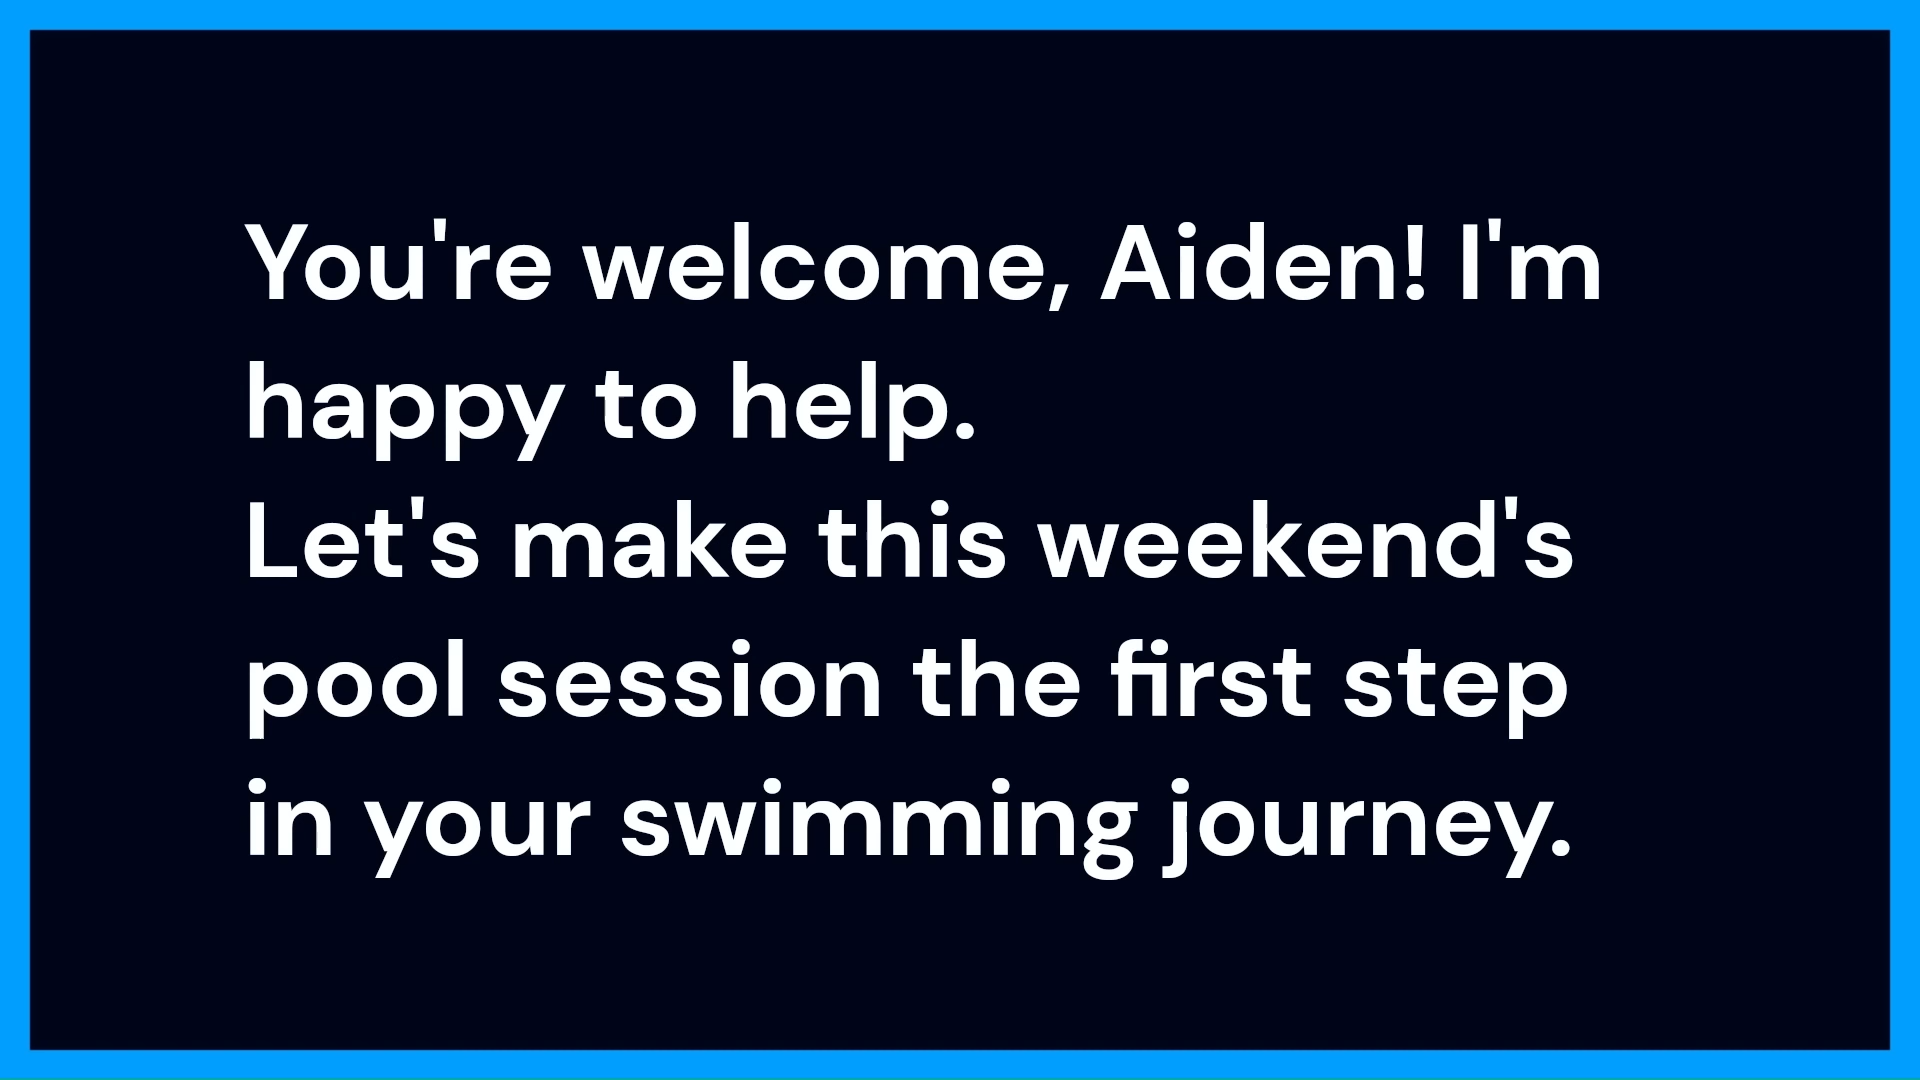 You're welcome, Aiden! I'm
happy to help.
Let's make this weekend's
pool session the first step
in your swimming journey.